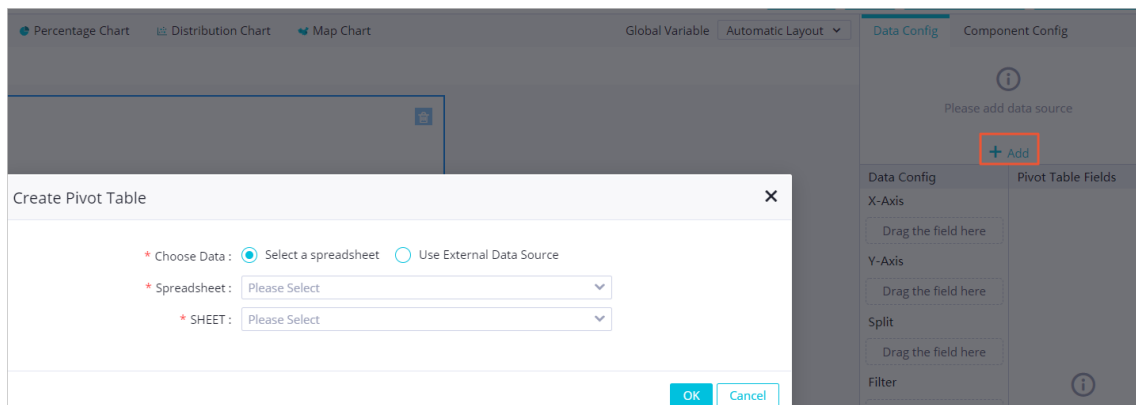 Percentage Chart Distribution Chart Map Chart Global Variable Automatic Layout Data Config Component Config
Please add data source
+ Add
Data Config Pivot Table Fields
X-Axis
Drag the field here
Y-Axis
Drag the field here
Split
Drag the field here
Filter
Create Pivot Table
* Choose Data : Select a spreadsheet Use External Data Source
* Spreadsheet : Please Select
* SHEET : Please Select
OK Cancel